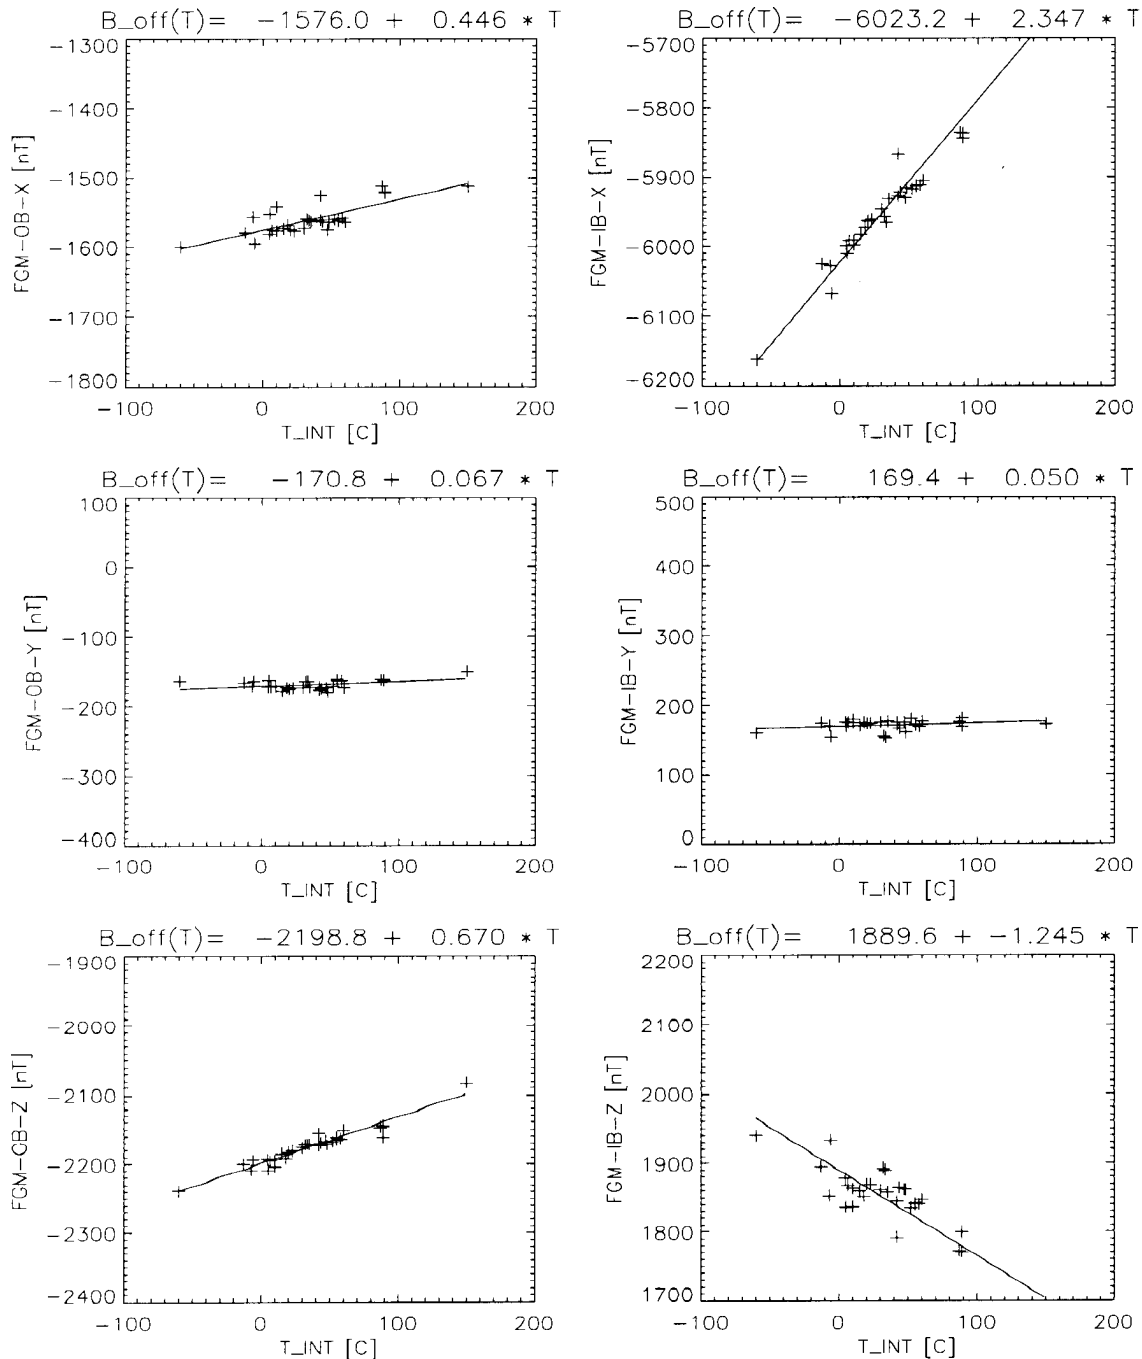 B_off(T)= -1576.0 + 0.446 * T
-1300
-1400
-1500
-1600
-1700
-1800
FGM-OB-X [nT]
-100 0 100 200
T_INT [C]
B_off(T)= -6023.2 + 2.347 * T
-5700
-5800
-5900
-6000
-6100
-6200
FGM-IB-X [nT]
-100 0 100 200
T_INT [C]
B_off(T)= -170.8 + 0.067 * T
100
0
-100
-200
-300
-400
FGM-OB-Y [nT]
-100 0 100 200
T_INT [C]
B_off(T)= 169.4 + 0.050 * T
500
400
300
200
100
0
FGM-IB-Y [nT]
-100 0 100 200
T_INT [C]
B_off(T)= -2198.8 + 0.670 * T
-1900
-2000
-2100
-2200
-2300
-2400
FGM-OB-Z [nT]
-100 0 100 200
T_INT [C]
B_off(T)= 1889.6 + -1.245 * T
2200
2100
2000
1900
1800
1700
FGM-IB-Z [nT]
-100 0 100 200
T_INT [C]